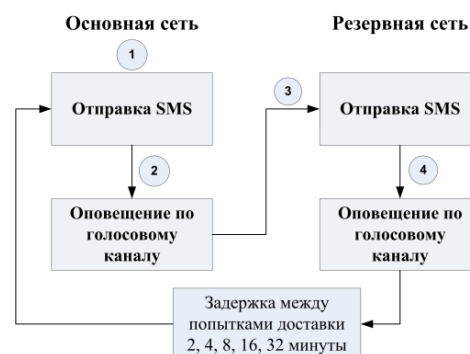 Основная сеть
Резервная сеть
1
Отправка SMS
3
Отправка SMS
2
4
Оповещение по
голосовому
каналу
Оповещение по
голосовому
каналу
Задержка между
попытками доставки
2, 4, 8, 16, 32 минуты